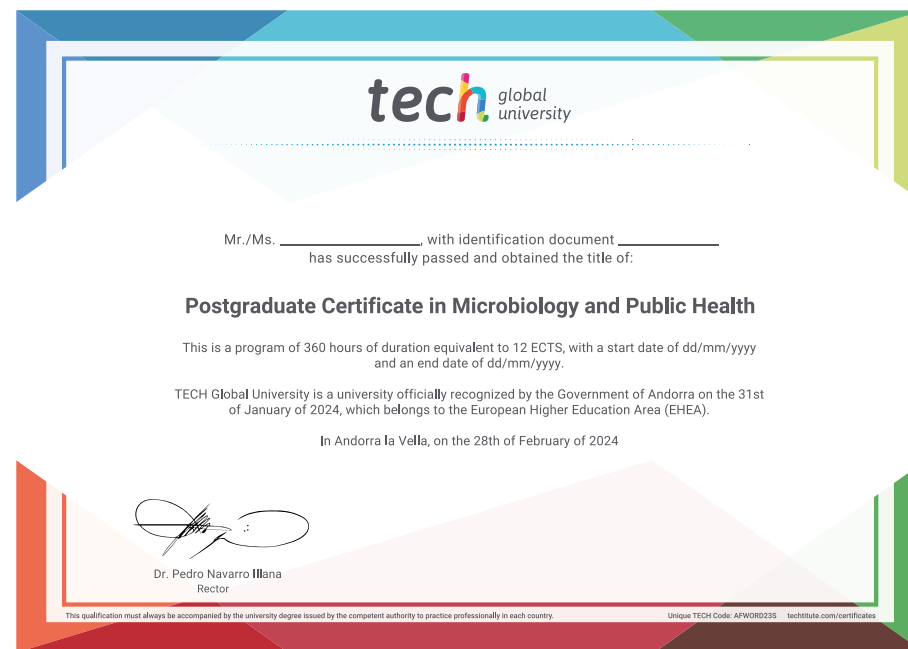 tech global university
Mr./Ms. ____________, with identification document ____________
has successfully passed and obtained the title of:
Postgraduate Certificate in Microbiology and Public Health
This is a program of 360 hours of duration equivalent to 12 ECTS, with a start date of dd/mm/yyyy
and an end date of dd/mm/yyyy.
TECH Global University is a university officially recognized by the Government of Andorra on the 31st
of January of 2024, which belongs to the European Higher Education Area (EHEA).
In Andorra la Vella, on the 28th of February of 2024
Dr. Pedro Navarro Illana
Rector
This qualification must always be accompanied by the university degree issued by the competent authority to practice professionally in each country.
Unique TECH Code: AFWORD23S techtitute.com/certificates